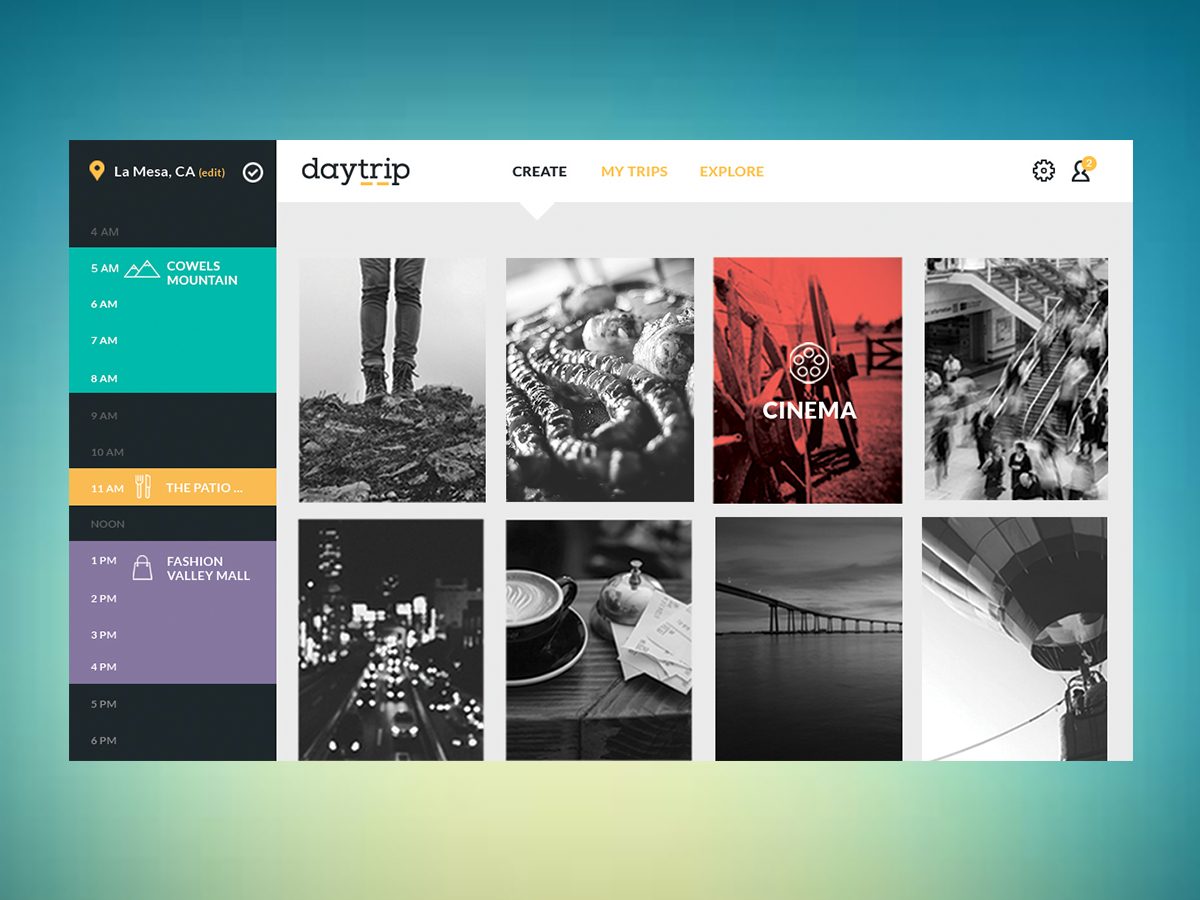 La Mesa, CA (edit)
daytrip
CREATE
MY TRIPS
EXPLORE
2
4 AM
5 AM
COWELS
MOUNTAIN
6 AM
7 AM
8 AM
9 AM
10 AM
11 AM
THE PATIO ...
NOON
1 PM
FASHION
VALLEY MALL
2 PM
3 PM
4 PM
5 PM
6 PM
CINEMA